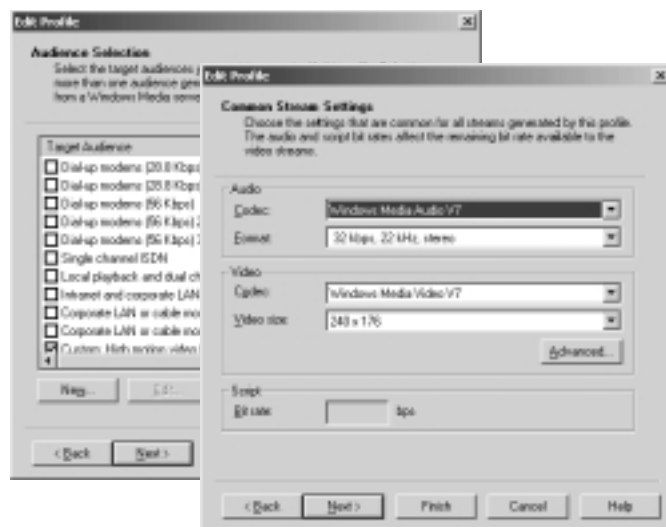 Edit Profile
Audience Selection
Select the target audiences
more than one audience
from a Windows Media
Target Audience
Dial-up modems (28.8 Kbps
Dial-up modems (28.8 Kbps
Dial-up modems (56 Kbps)
Dial-up modems (56 Kbps) 2
Dial-up modems (56 Kbps)
Single channel ISDN
Local playback and dual ch
Intranet and corporate LAN
Corporate LAN or cable mo
Corporate LAN or cable mo
Custom: High motion video
New...
Edit...
< Back
Next >
Edit Profile
Common Stream Settings
Choose the settings that are common for all streams generated by this profile.
The audio and script bit rates affect the remaining bit rate available to the
video streams.
Audio
Codec:
Windows Media Audio V7
Format:
32 kbps, 22 kHz, stereo
Video
Codec:
Windows Media Video V7
Video size:
240 x 176
Advanced...
Script
Bit rate:
bps
< Back
Next >
Finish
Cancel
Help